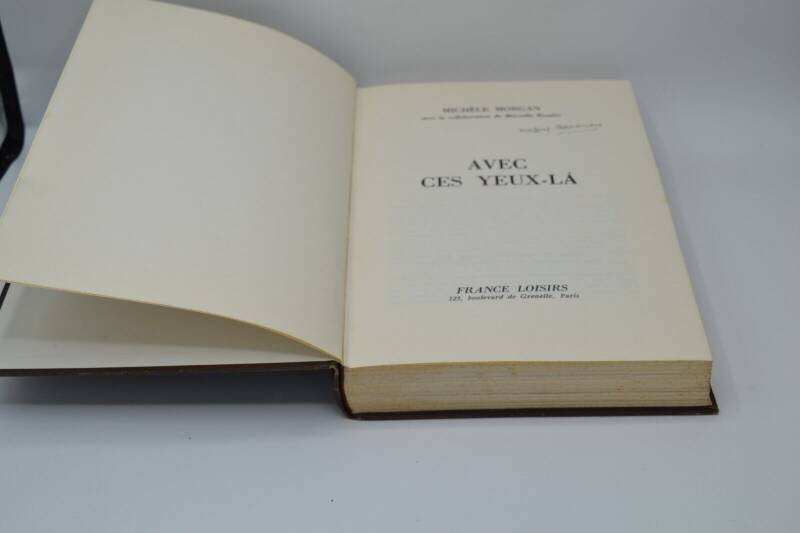 MICHÈLE MORGAN
avec la collaboration de Marcelle Routier
AVEC
CES YEUX-LÀ
FRANCE LOISIRS
123, boulevard de Grenelle, Paris